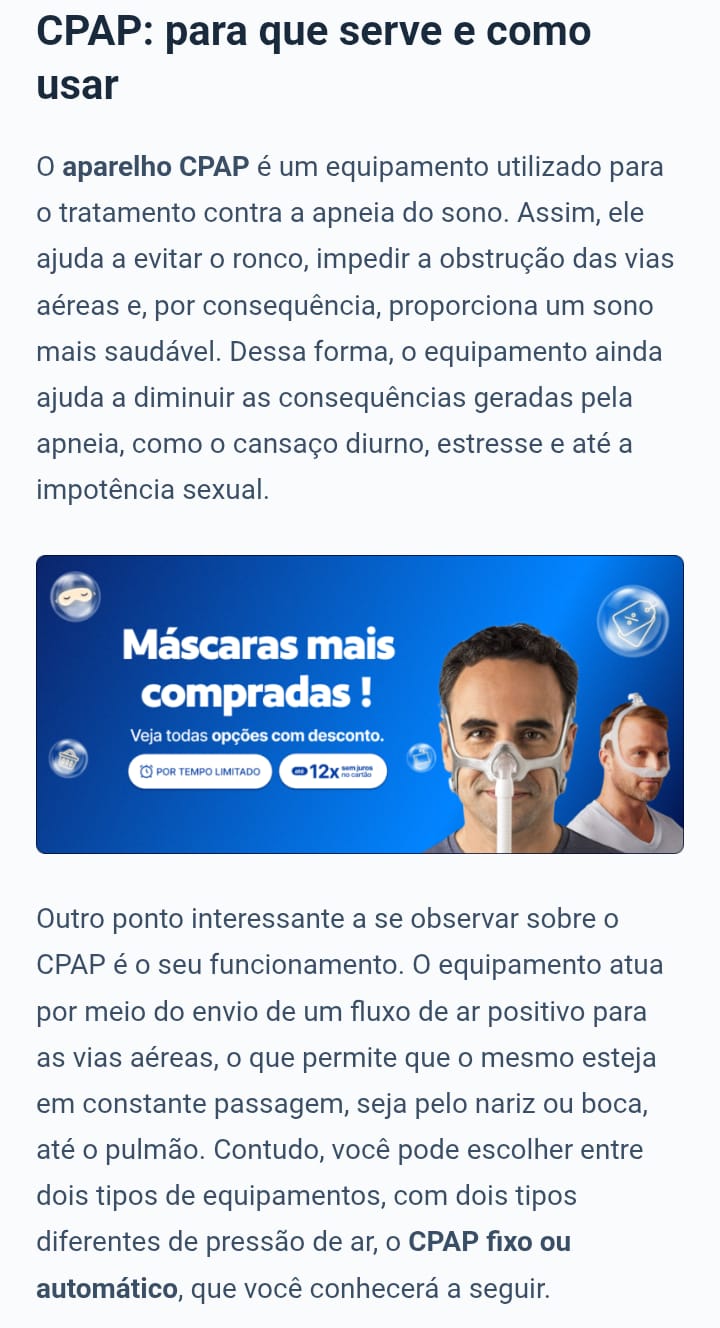 CPAP: para que serve e como
usar
O aparelho CPAP é um equipamento utilizado para
o tratamento contra a apneia do sono. Assim, ele
ajuda a evitar o ronco, impedir a obstrução das vias
aéreas e, por consequência, proporciona um sono
mais saudável. Dessa forma, o equipamento ainda
ajuda a diminuir as consequências geradas pela
apneia, como o cansaço diurno, estresse e até a
impotência sexual.
Máscaras mais
compradas !
Veja todas opções com desconto.
POR TEMPO LIMITADO
até 12x sem juros
no cartão
Outro ponto interessante a se observar sobre o
CPAP é o seu funcionamento. O equipamento atua
por meio do envio de um fluxo de ar positivo para
as vias aéreas, o que permite que o mesmo esteja
em constante passagem, seja pelo nariz ou boca,
até o pulmão. Contudo, você pode escolher entre
dois tipos de equipamentos, com dois tipos
diferentes de pressão de ar, o CPAP fixo ou
automático, que você conhecerá a seguir.